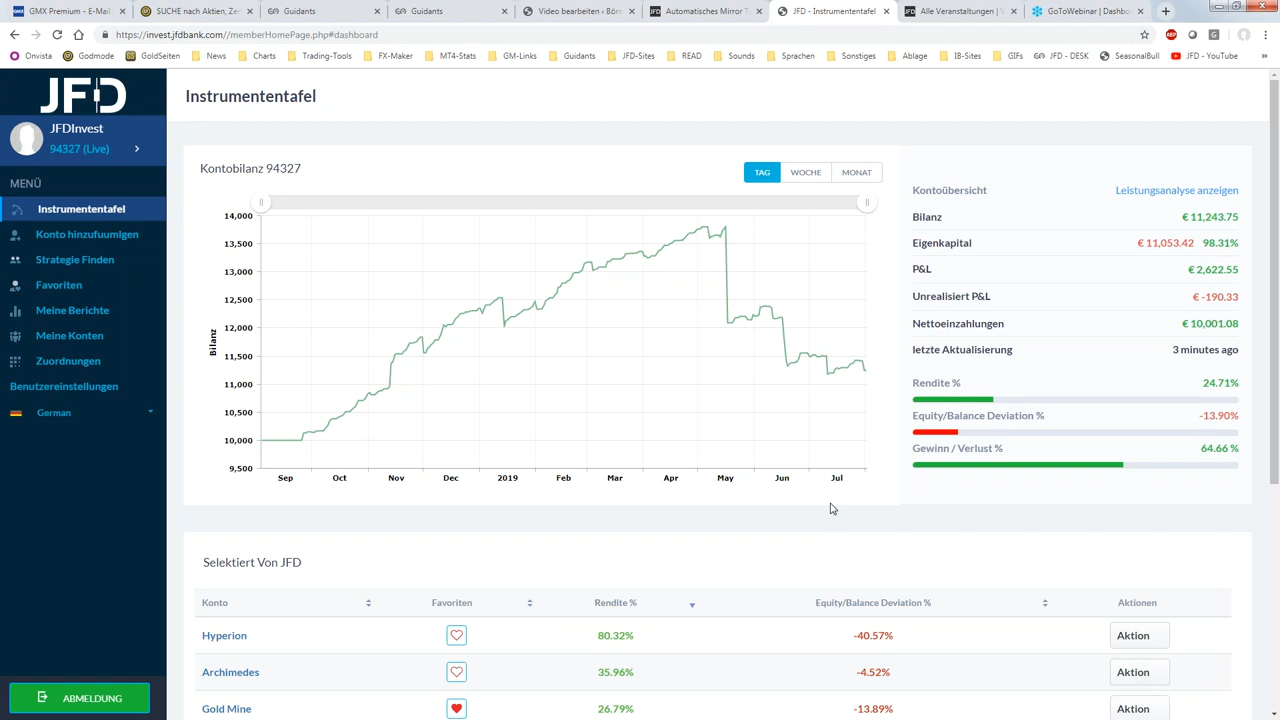 GMX Premium - E-Mail
SUCHE nach Aktien, Ze
Guidants
Guidants
Video bearbeiten ‹ Bör
Automatisches Mirror T
JFD - Instrumententafel
Alle Veranstaltungen |
GoToWebinar | Dashbo
https://invest.jfdbank.com//memberHomePage.php#dashboard
Onvista
Godmode
GoldSeiten
News
Charts
Trading-Tools
FX-Maker
MT4-Stats
GM-Links
Guidants
JFD-Sites
READ
Sounds
Sprachen
Sonstiges
Ablage
IB-Sites
GIFs
JFD - DESK
SeasonalBull
JFD - YouTube
JFD
JFDInvest
94327 (Live)
MENÜ
Instrumententafel
Konto hinzufuumigen
Strategie Finden
Favoriten
Meine Berichte
Meine Konten
Zuordnungen
Benutzereinstellungen
German
ABMELDUNG
Instrumententafel
Kontobilanz 94327
TAG WOCHE MONAT
Bilanz
14,000
13,500
13,000
12,500
12,000
11,500
11,000
10,500
10,000
9,500
Sep Oct Nov Dec 2019 Feb Mar Apr May Jun Jul
Kontoübersicht Leistungsanalyse anzeigen
Bilanz € 11,243.75
Eigenkapital € 11,053.42 98.31%
P&L € 2,622.55
Unrealisiert P&L € -190.33
Nettoeinzahlungen € 10,001.08
letzte Aktualisierung 3 minutes ago
Rendite % 24.71%
Equity/Balance Deviation % -13.90%
Gewinn / Verlust % 64.66 %
Selektiert Von JFD
Konto Favoriten Rendite % Equity/Balance Deviation % Aktionen
Hyperion 80.32% -40.57% Aktion
Archimedes 35.96% -4.52% Aktion
Gold Mine 26.79% -13.89% Aktion